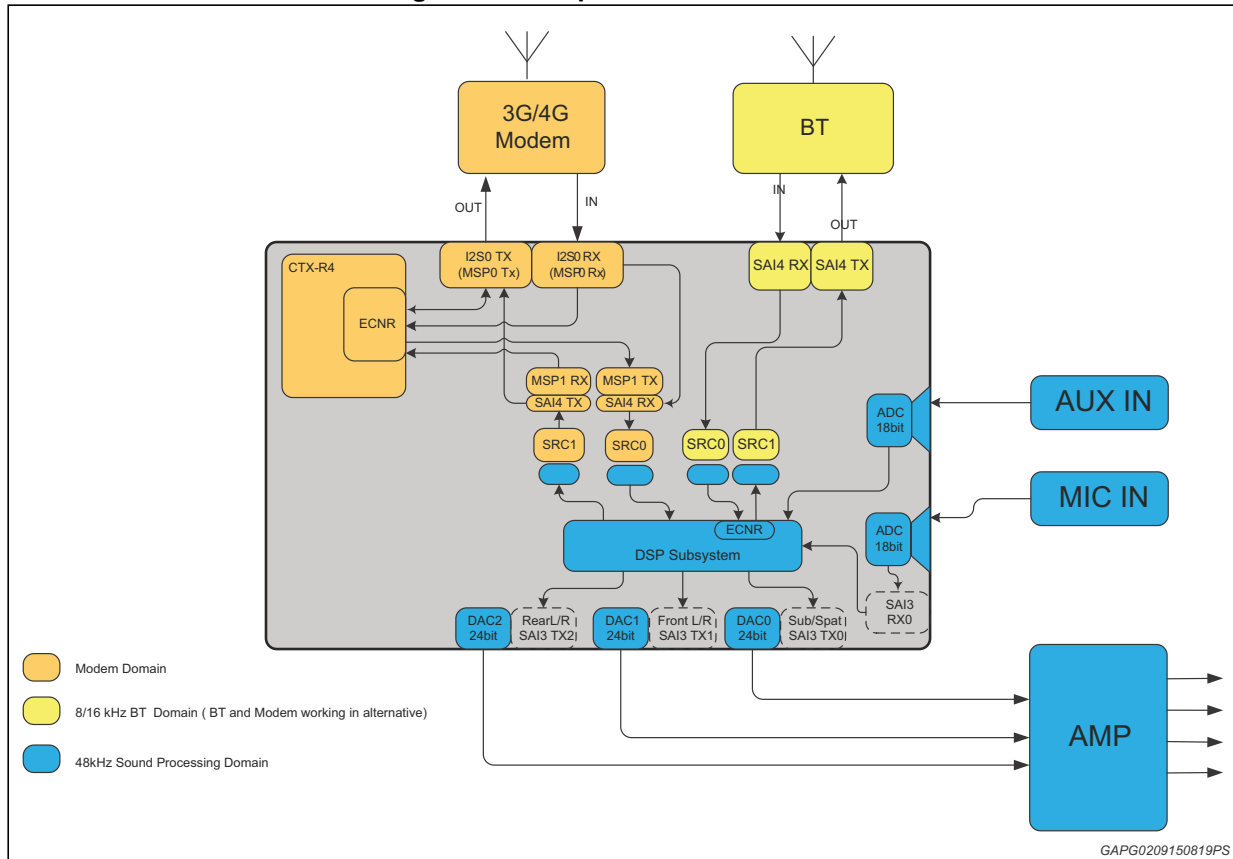 3G/4G
Modem
BT
OUT
IN
IN
OUT
CTX-R4
ECNR
I2S0 TX
(MSP0 Tx)
I2S0 RX
(MSP0 Rx)
SAI4 RX
SAI4 TX
MSP1 RX
SAI4 TX
MSP1 TX
SAI4 RX
SRC1
SRC0
SRC0
SRC1
ADC
18bit
AUX IN
MIC IN
ADC
18bit
ECNR
DSP Subsystem
SAI3
RX0
DAC2
24bit
RearL/R
SAI3 TX2
DAC1
24bit
Front L/R
SAI3 TX1
DAC0
24bit
Sub/Spat
SAI3 TX0
Modem Domain
8/16 kHz BT Domain ( BT and Modem working in alternative)
48kHz Sound Processing Domain
AMP
GAPG0209150819PS